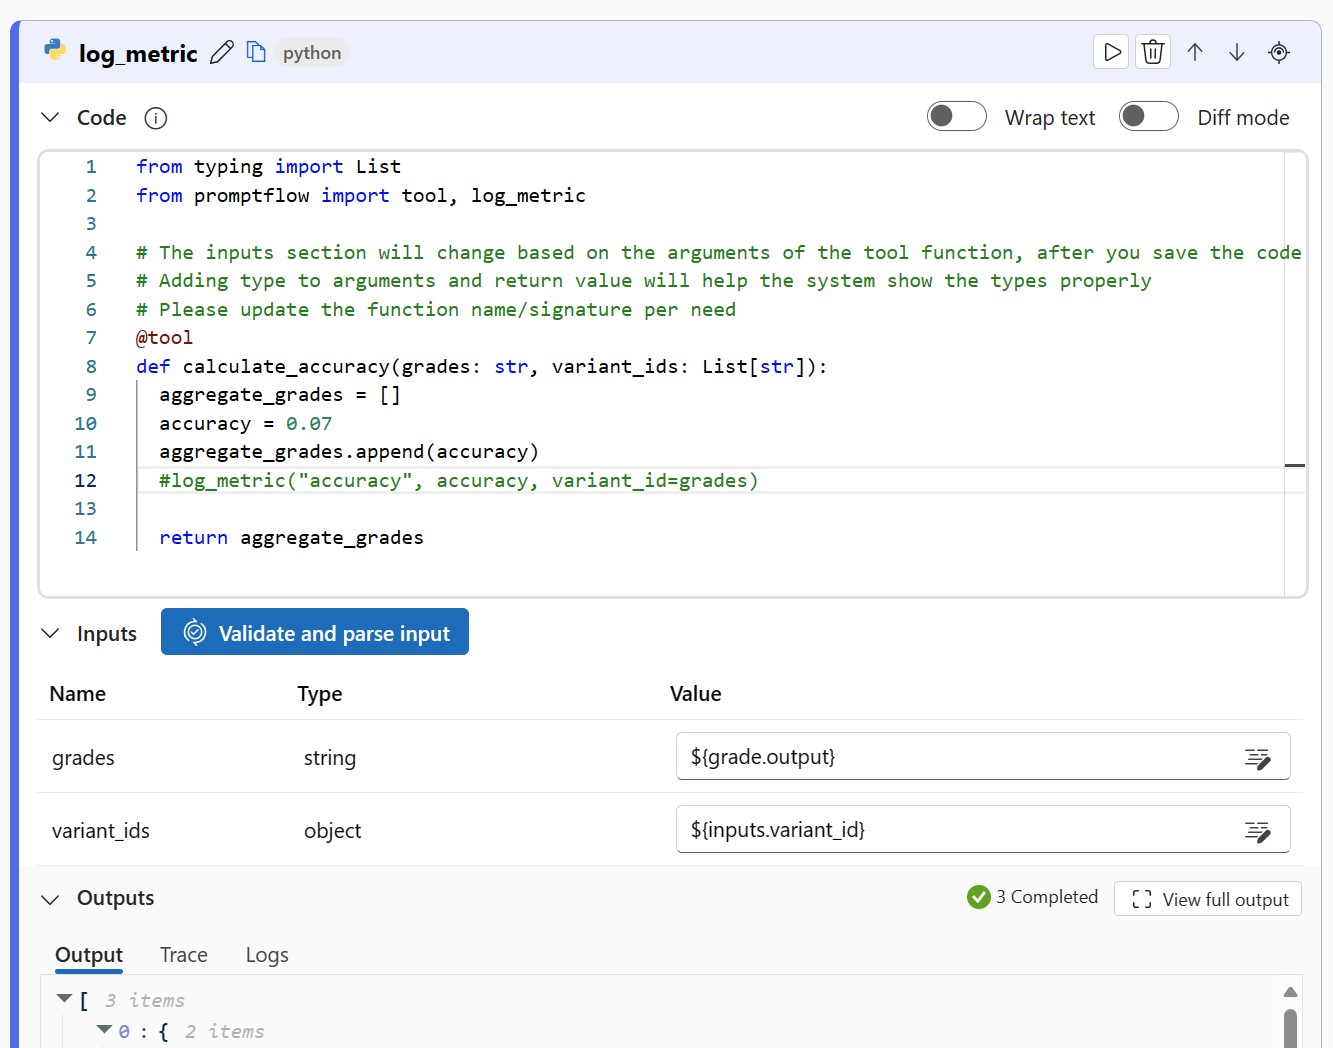 log_metric python
Code Wrap text Diff mode
1 from typing import List
2 from promptflow import tool, log_metric
3
4 # The inputs section will change based on the arguments of the tool function, after you save the code
5 # Adding type to arguments and return value will help the system show the types properly
6 # Please update the function name/signature per need
7 @tool
8 def calculate_accuracy(grades: str, variant_ids: List[str]):
9 aggregate_grades = []
10 accuracy = 0.07
11 aggregate_grades.append(accuracy)
12 #log_metric("accuracy", accuracy, variant_id=grades)
13
14 return aggregate_grades
Inputs Validate and parse input
Name Type Value
grades string ${grade.output}
variant_ids object ${inputs.variant_id}
Outputs 3 Completed View full output
Output Trace Logs
[ 3 items
0 : { 2 items